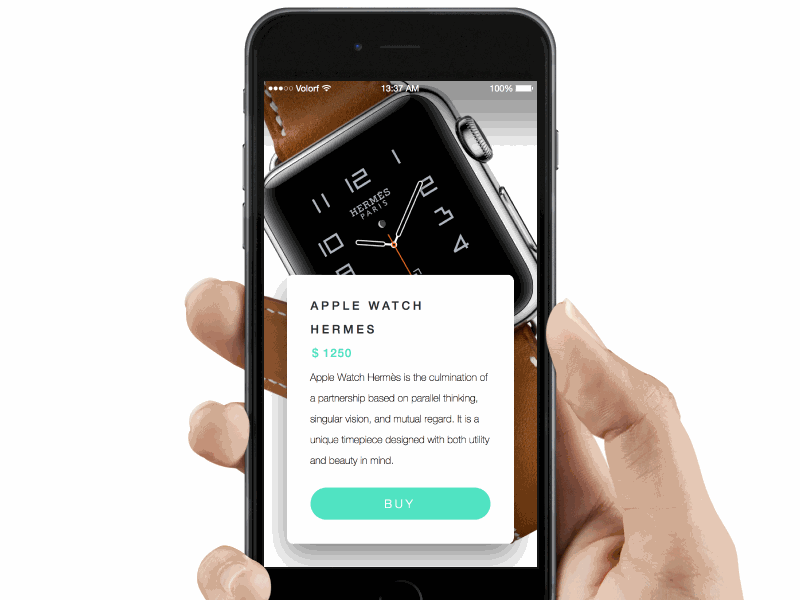 Volorf 13:37 AM 100%
11 12 1
HERMÈS
PARIS
2
10
3
4
APPLE WATCH
HERMES
$ 1250
Apple Watch Hermès is the culmination of
a partnership based on parallel thinking,
singular vision, and mutual regard. It is a
unique timepiece designed with both utility
and beauty in mind.
BUY